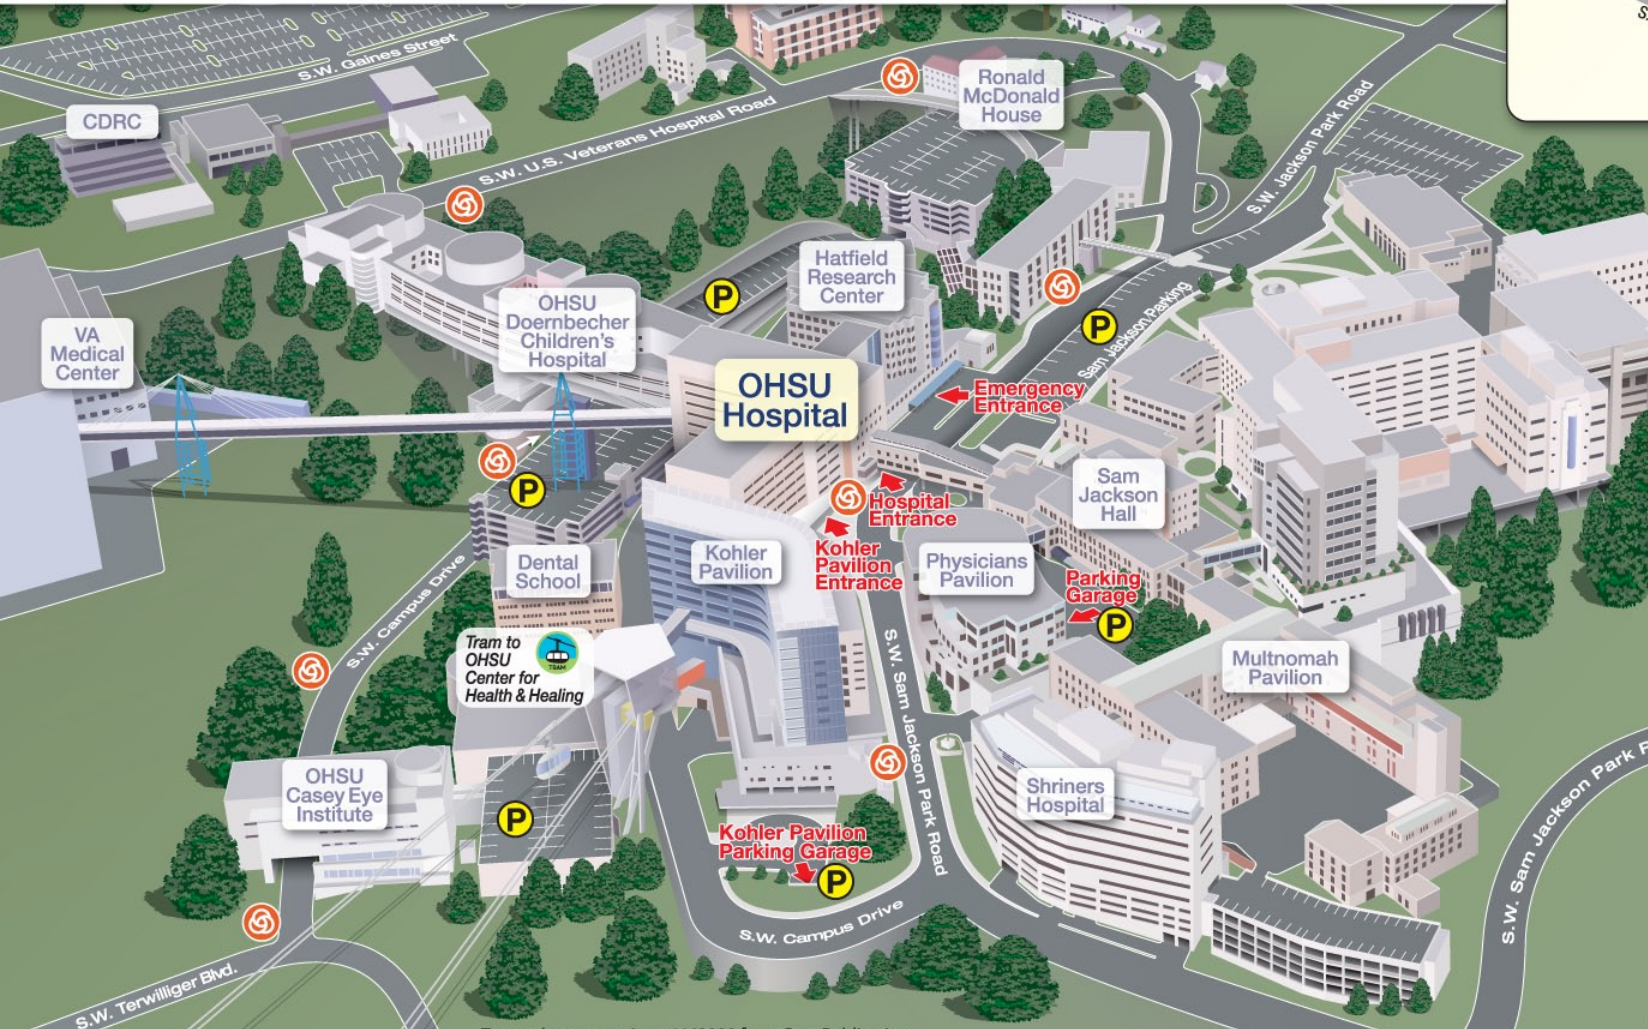 S.W. Gaines Street
CDRC
S.W. U.S. Veterans Hospital Road
Ronald
McDonald
House
S.W. Jackson Park Road
Hatfield
Research
Center
P
OHSU
Doernbecher
Children's
Hospital
VA
Medical
Center
P
Sam Jackson Parking
OHSU
Hospital
Emergency
Entrance
P
Hospital
Entrance
Sam
Jackson
Hall
Kohler
Pavilion
Entrance
Kohler
Pavilion
Dental
School
Physicians
Pavilion
Parking
Garage
P
S.W. Campus Drive
Tram to
OHSU
Center for
Health & Healing
TRAM
S.W. Sam Jackson Park Road
Multnomah
Pavilion
OHSU
Casey Eye
Institute
P
Shriners
Hospital
Kohler Pavilion
Parking Garage
P
S.W. Campus Drive
S.W. Sam Jackson Park
S.W. Terwilliger Blvd.